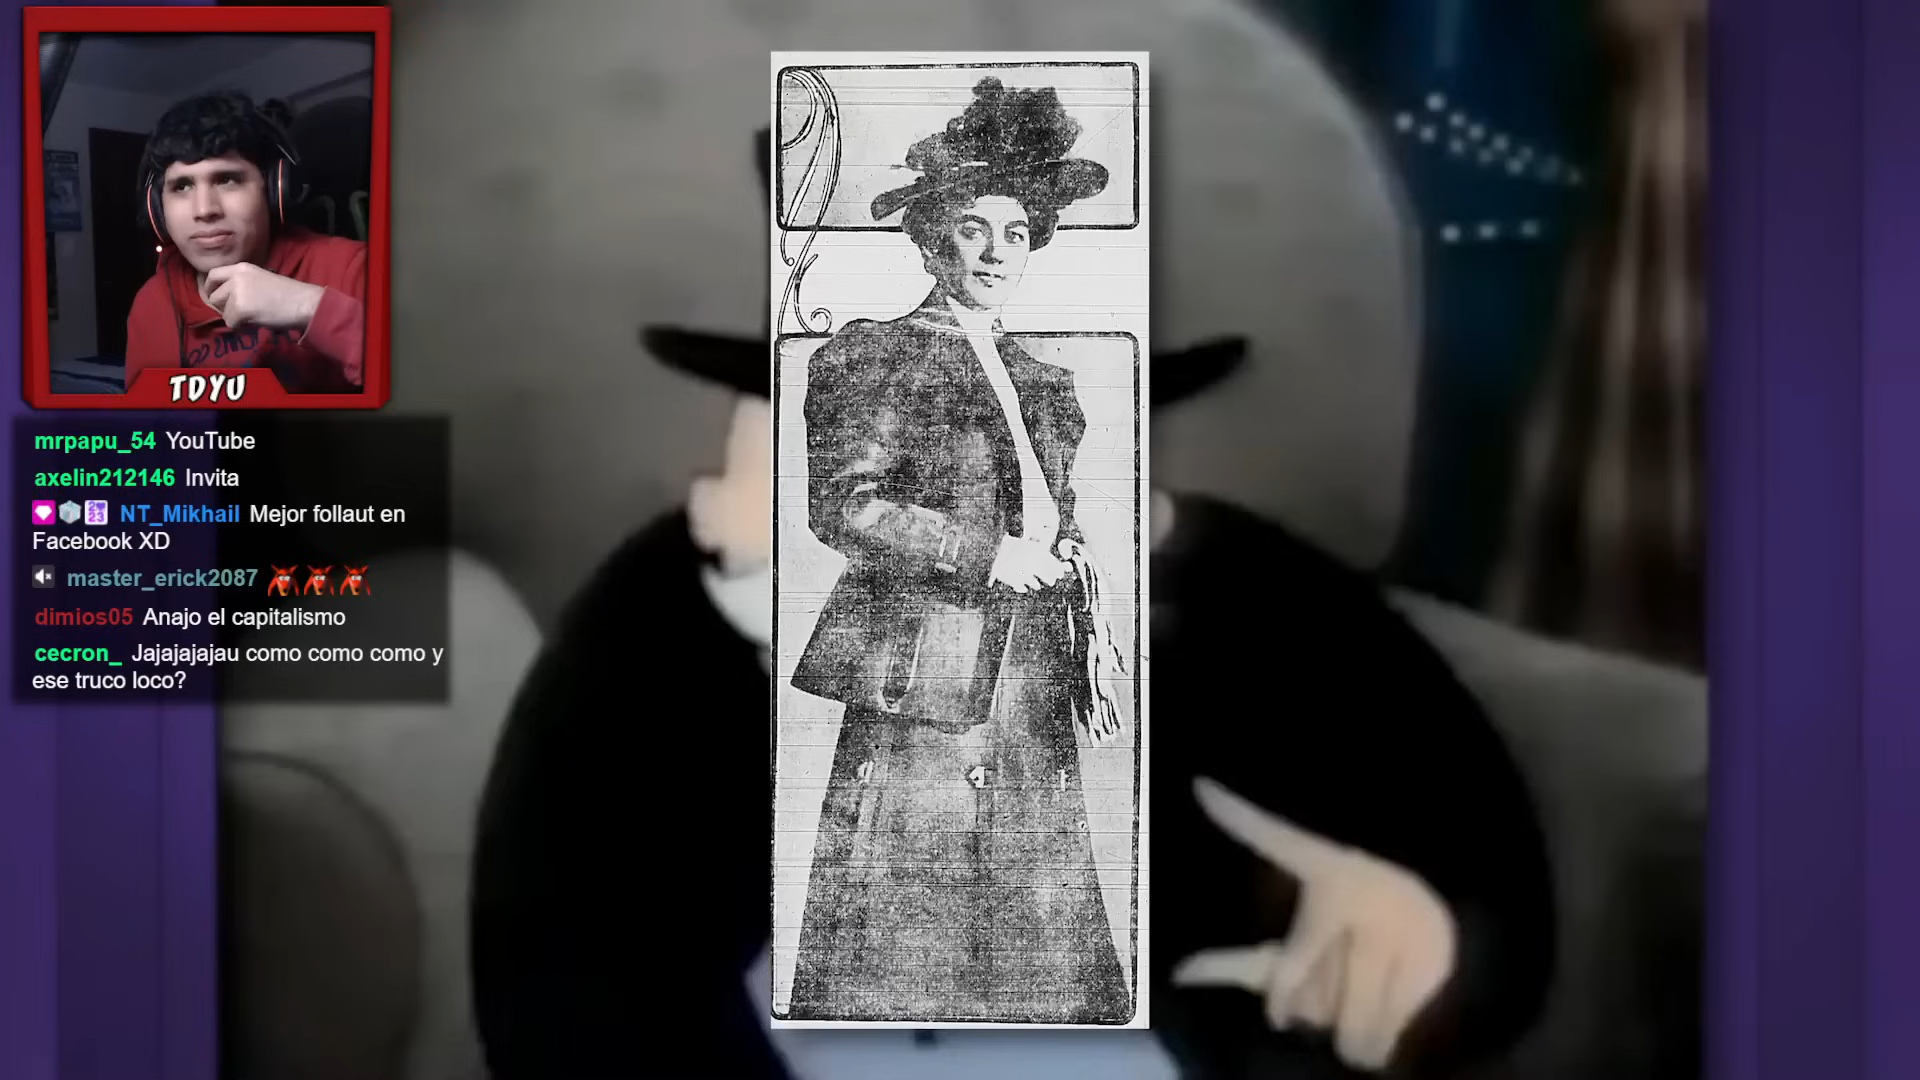 TDYU
mrpapu_54 YouTube
axelin212146 Invita
NT_Mikhail Mejor follaut en
Facebook XD
master_erick2087
dimios05 Anajo el capitalismo
cecron_ Jajajajajau como como como y
ese truco loco?